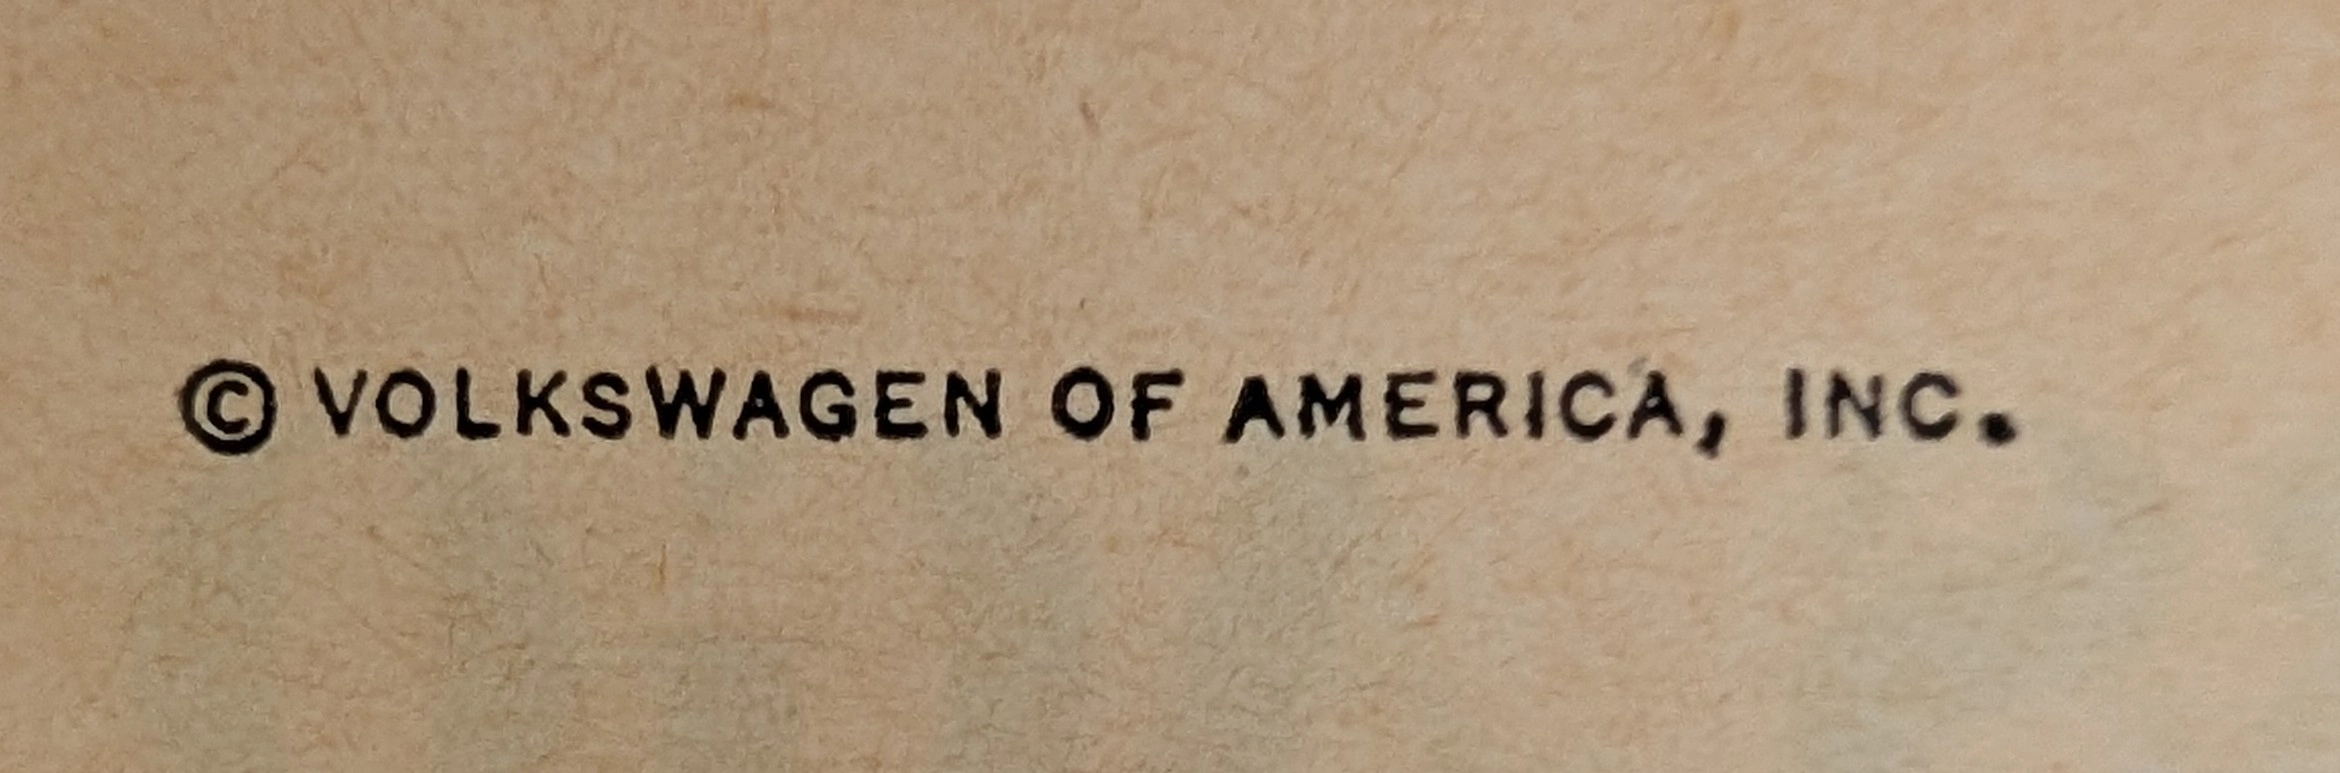 © VOLKSWAGEN OF AMERICA, INC.